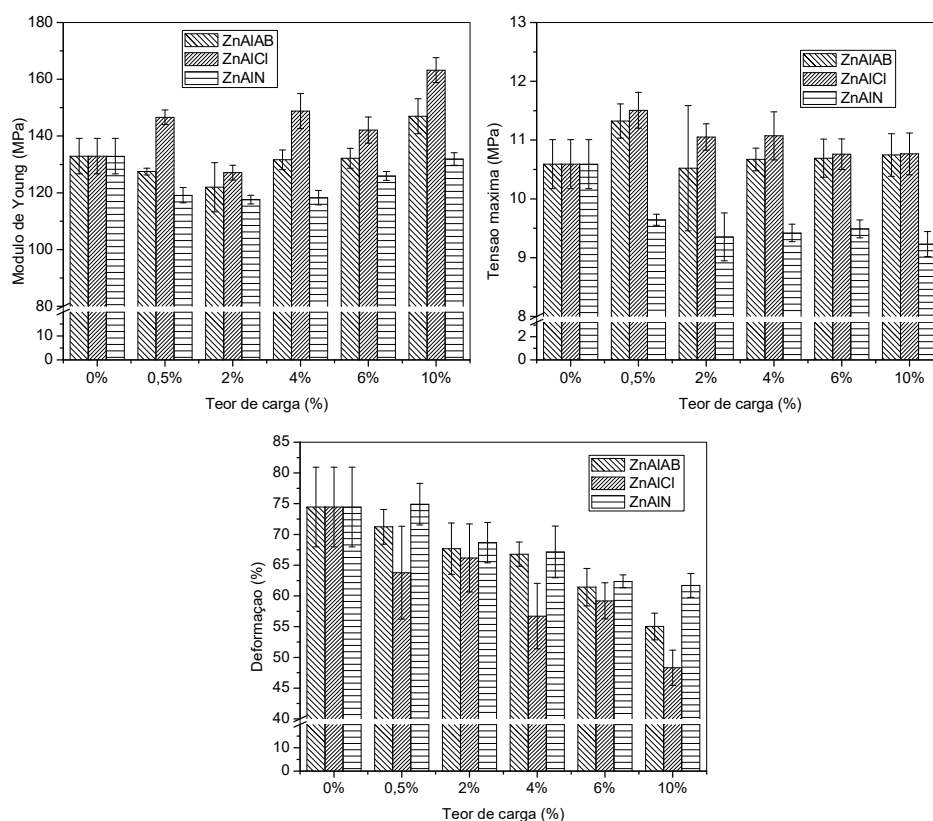 180
160
140
120
100
80
10
0
Modulo de Young (MPa)
ZnAlAB
ZnAlCl
ZnAlN
0% 0,5% 2% 4% 6% 10%
Teor de carga (%)
13
12
11
10
9
8
2
0
Tensao maxima (MPa)
ZnAlAB
ZnAlCl
ZnAlN
0% 0,5% 2% 4% 6% 10%
Teor de carga (%)
85
80
75
70
65
60
55
50
45
40
10
0
Deformaçao (%)
ZnAlAB
ZnAlCl
ZnAlN
0% 0,5% 2% 4% 6% 10%
Teor de carga (%)